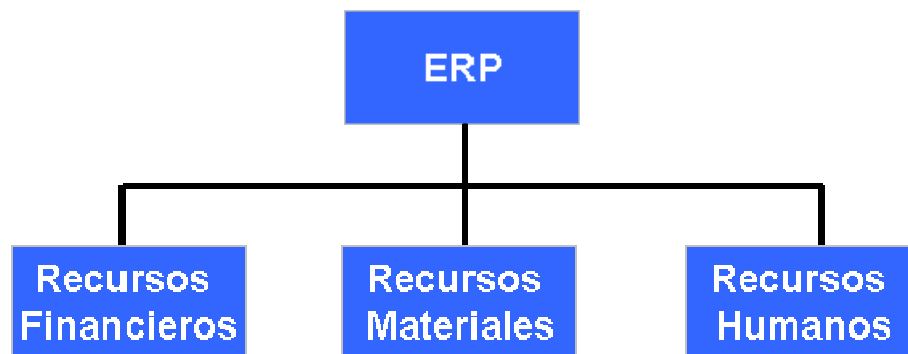 ERP
Recursos
Financieros
Recursos
Materiales
Recursos
Humanos